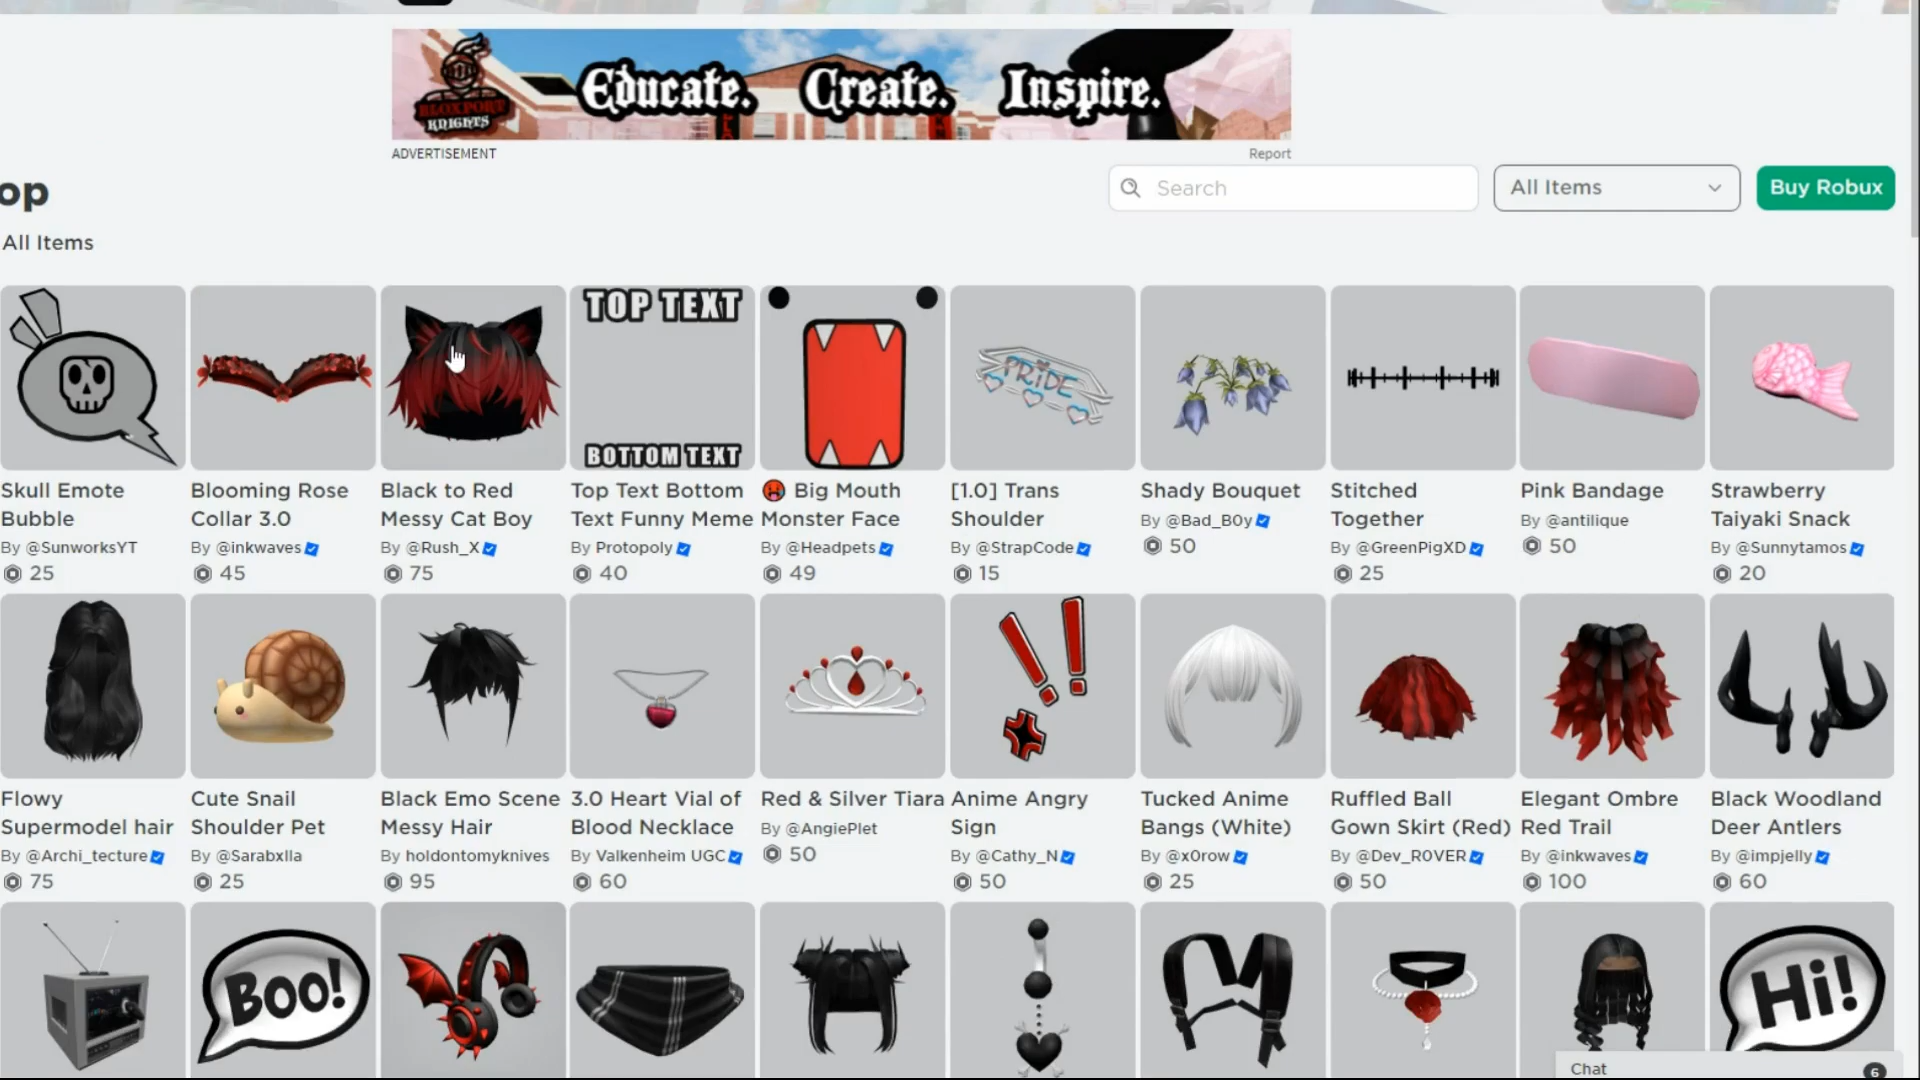 BLOXPORT
KNIGHTS
Educate. Create. Inspire.
ADVERTISEMENT
Report
op
Search
All Items
Buy Robux
All Items
TOP TEXT
BOTTOM TEXT
Skull Emote
Bubble
By @SunworksYT
25
Blooming Rose
Collar 3.0
By @inkwaves
45
Black to Red
Messy Cat Boy
By @Rush_X
75
Top Text Bottom
Text Funny Meme
By Protopoly
40
Big Mouth
Monster Face
By @Headpets
49
PRiDE
[1.0] Trans
Shoulder
By @StrapCode
15
Shady Bouquet
By @Bad_B0y
50
Stitched
Together
By @GreenPigXD
25
Pink Bandage
By @antilique
50
Strawberry
Taiyaki Snack
By @Sunnytamos
20
Flowy
Supermodel hair
By @Archi_tecture
75
Cute Snail
Shoulder Pet
By @Sarabxlla
25
Black Emo Scene
Messy Hair
By holdontomyknives
95
3.0 Heart Vial of
Blood Necklace
By Valkenheim UGC
60
Red & Silver Tiara
By @AngiePlet
50
Anime Angry
Sign
By @Cathy_N
50
Tucked Anime
Bangs (White)
By @x0row
25
Ruffled Ball
Gown Skirt (Red)
By @Dev_R0VER
50
Elegant Ombre
Red Trail
By @inkwaves
100
Black Woodland
Deer Antlers
By @impjelly
60
BOO!
Hi!
Chat
6